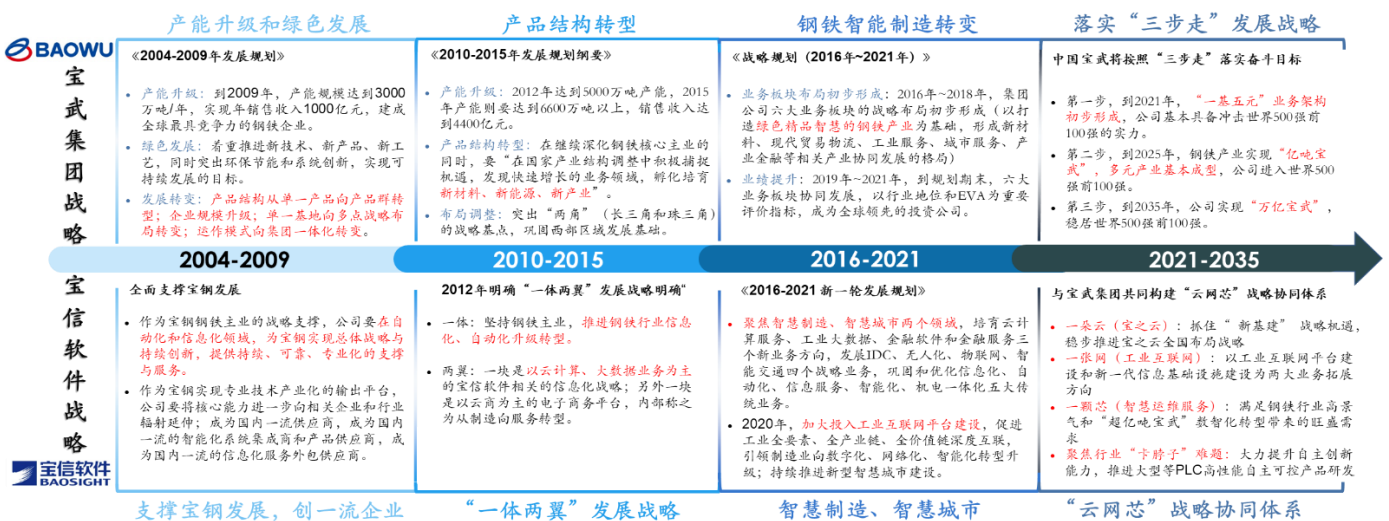 产能升级和绿色发展
产品结构转型
钢铁智能制造转变
落实“三步走”发展战略
BAOWU
宝武集团战略
《2004-2009年发展规划》
产能升级：到2009年，产能规模达到3000
万吨/年，实现年销售收入1000亿元，建成
全球最具竞争力的钢铁企业。
绿色发展：着重推进新技术、新产品、新工
艺，同时突出环保节能和系统创新，实现可
持续发展的目标。
发展转变：产品结构从单一产品向产品群转
型；企业规模升级；单一基地向多点战略布
局转变；运作模式向集团一体化转变。
《2010-2015年发展规划纲要》
产能升级：2012年达到5000万吨产能，2015
年产能则要达到6600万吨以上，销售收入达
到4400亿元。
产品结构转型：在继续深化钢铁核心主业的
同时，要“在国家产业结构调整中积极捕捉
机遇，发现快速增长的业务领域，孵化培育
新材料、新能源、新产业”。
布局调整：突出“两角”（长三角和珠三角）
的战略基点，巩固西部区域发展基础。
《战略规划（2016年~2021年）》
业务板块布局初步形成：2016年~2018年，集团
公司六大业务板块的战略布局初步形成（以打
造绿色精品智慧的钢铁产业为基础，形成新材
料、现代贸易物流、工业服务、城市服务、产
业金融等相关产业协同发展的格局）
业绩提升：2019年~2021年，到规划期末，六大
业务板块协同发展，以行业地位和EVA为重要
评价指标，成为全球领先的投资公司。
中国宝武将按照“三步走”落实奋斗目标
第一步，到2021年，“一基五元”业务架构
初步形成，公司基本具备冲击世界500强前
100强的实力。
第二步，到2025年，钢铁产业实现“亿吨宝
武”，多元产业基本成型，公司进入世界500
强前100强。
第三步，到2035年，公司实现“万亿宝武”，
稳居世界500强前100强。
2004-2009
2010-2015
2016-2021
2021-2035
宝信软件战略
全面支撑宝钢发展
作为宝钢钢铁主业的战略支撑，公司要在自
动化和信息化领域，为宝钢实现总体战略与
持续创新，提供持续、可靠、专业化的支撑
与服务。
作为宝钢实现专业技术产业化的输出平台，
公司要将核心能力进一步向相关企业和行业
辐射延伸；成为国内一流供应商，成为国内
一流的智能化系统集成商和产品供应商，成
为国内一流的信息化服务外包供应商。
2012年明确“一体两翼”发展战略明确"
一体：坚持钢铁主业，推进钢铁行业信息
化、自动化升级转型。
两翼：一块是以云计算、大数据业务为主
的宝信软件相关的信息化战略；另外一块
是以云商为主的电子商务平台，内部称之
为从制造向服务转型。
《2016-2021 新一轮发展规划》
聚焦智慧制造、智慧城市两个领域，培育云计
算服务、工业大数据、金融软件和金融服务三
个新业务方向，发展IDC、无人化、物联网、智
能交通四个战略业务，巩固和优化信息化、自
动化、信息服务、智能化、机电一体化五大传
统业务。
2020年，加大投入工业互联网平台建设，促进
工业全要素、全产业链、全价值链深度互联，
引领制造业向数字化、网络化、智能化转型升
级；持续推进新型智慧城市建设。
与宝武集团共同构建“云网芯”战略协同体系
一朵云（宝之云）：抓住“ 新基建” 战略机遇，
稳步推进宝之云全国布局战略
一张网（工业互联网）：以工业互联网平台建
设和新一代信息基础设施建设为两大业务拓展
方向
一颗芯（智慧运维服务）：满足钢铁行业高景
气和“超亿吨宝武”数智化转型带来的旺盛需
求
聚焦行业“卡脖子”难题：大力提升自主创新
能力，推进大型等PLC高性能自主可控产品研发
宝信软件
BAOSIGHT
支撑宝钢发展，创一流企业
“一体两翼”发展战略
智慧制造、智慧城市
“云网芯”战略协同体系